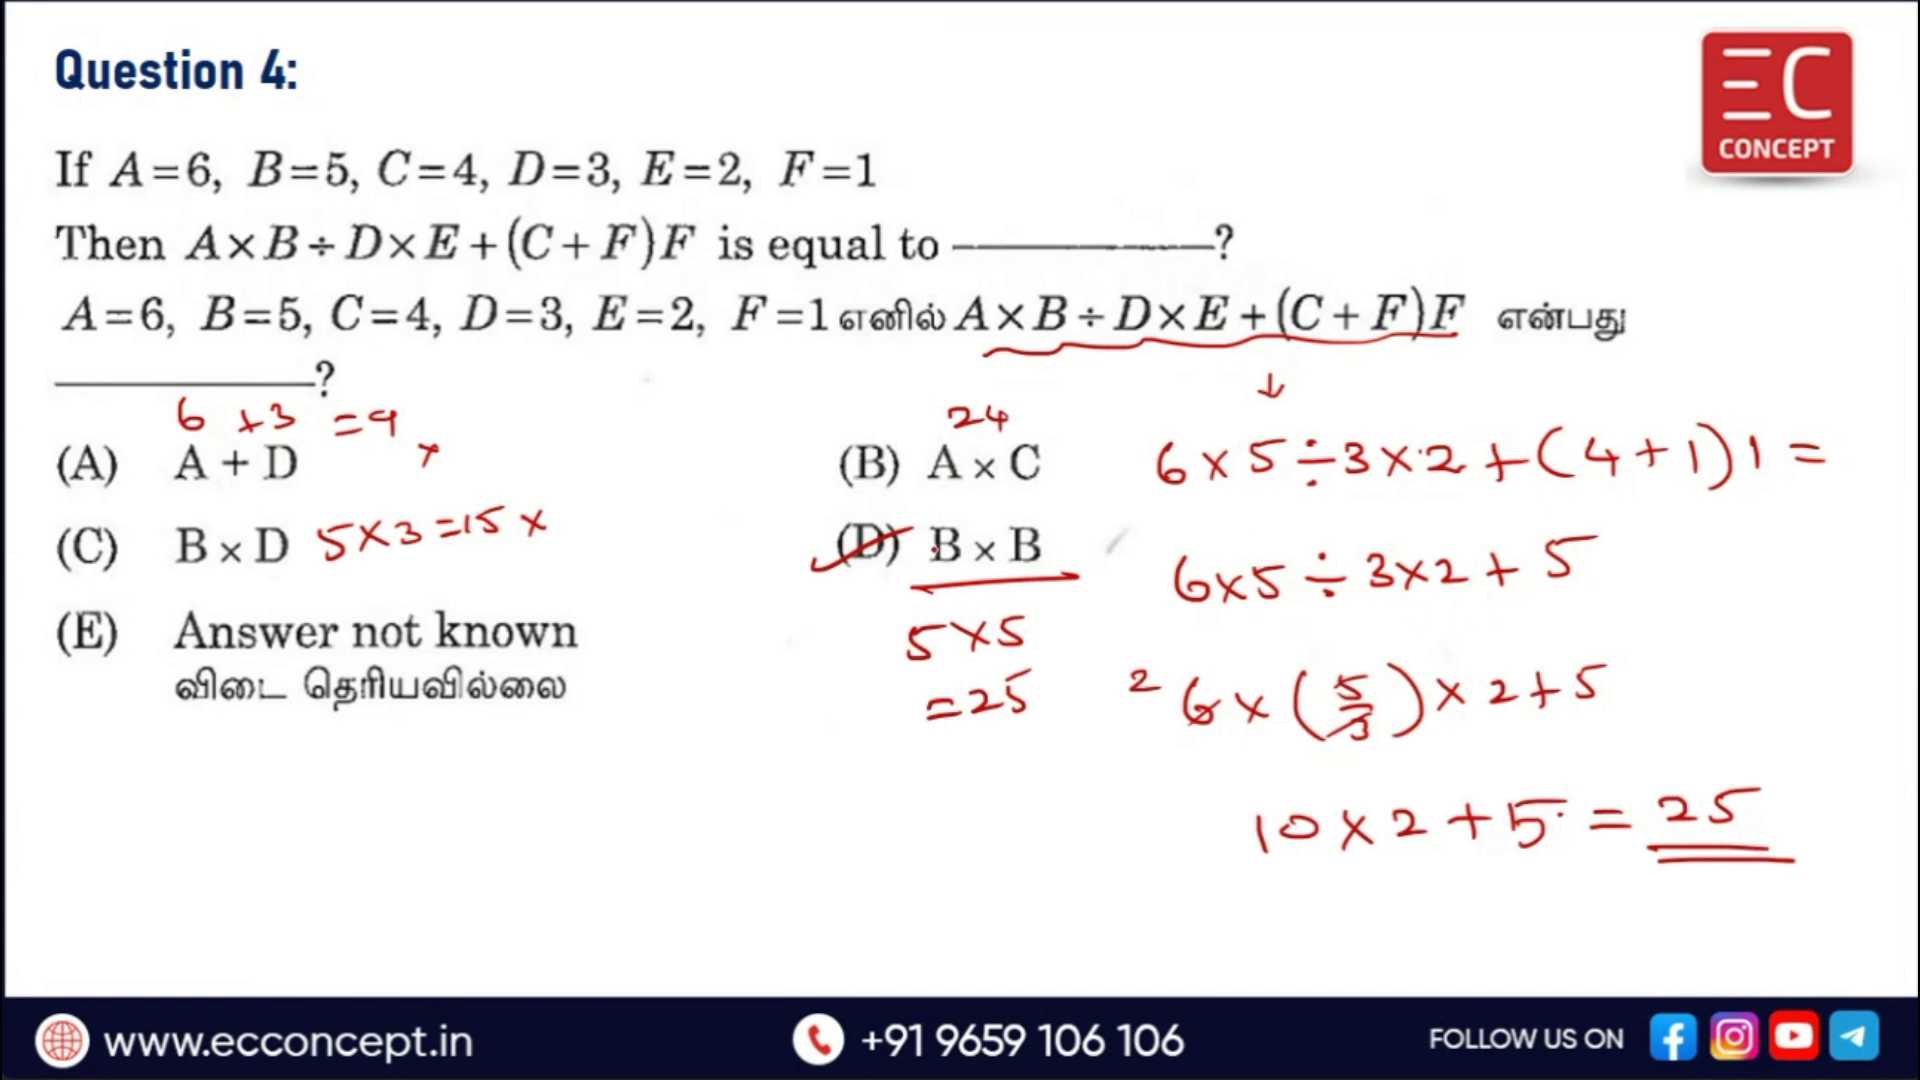 Question 4:
EC
CONCEPT
If A=6, B=5, C=4, D=3, E=2, F=1
Then A×B÷D×E+(C+F)F is equal to ————?
A=6, B=5, C=4, D=3, E=2, F=1 எனில் A×B÷D×E+(C+F)F என்பது
————?
6 +3 =9 ×
(A) A + D
24
(B) A × C
6×5÷3×2+(4+1)1=
(C) B × D 5×3=15 ×
(D) B × B
6×5÷3×2+5
(E) Answer not known
விடை தெரியவில்லை
5×5
=25
2 6×(5/3)×2+5
10×2+5=25
www.ecconcept.in
+91 9659 106 106
FOLLOW US ON